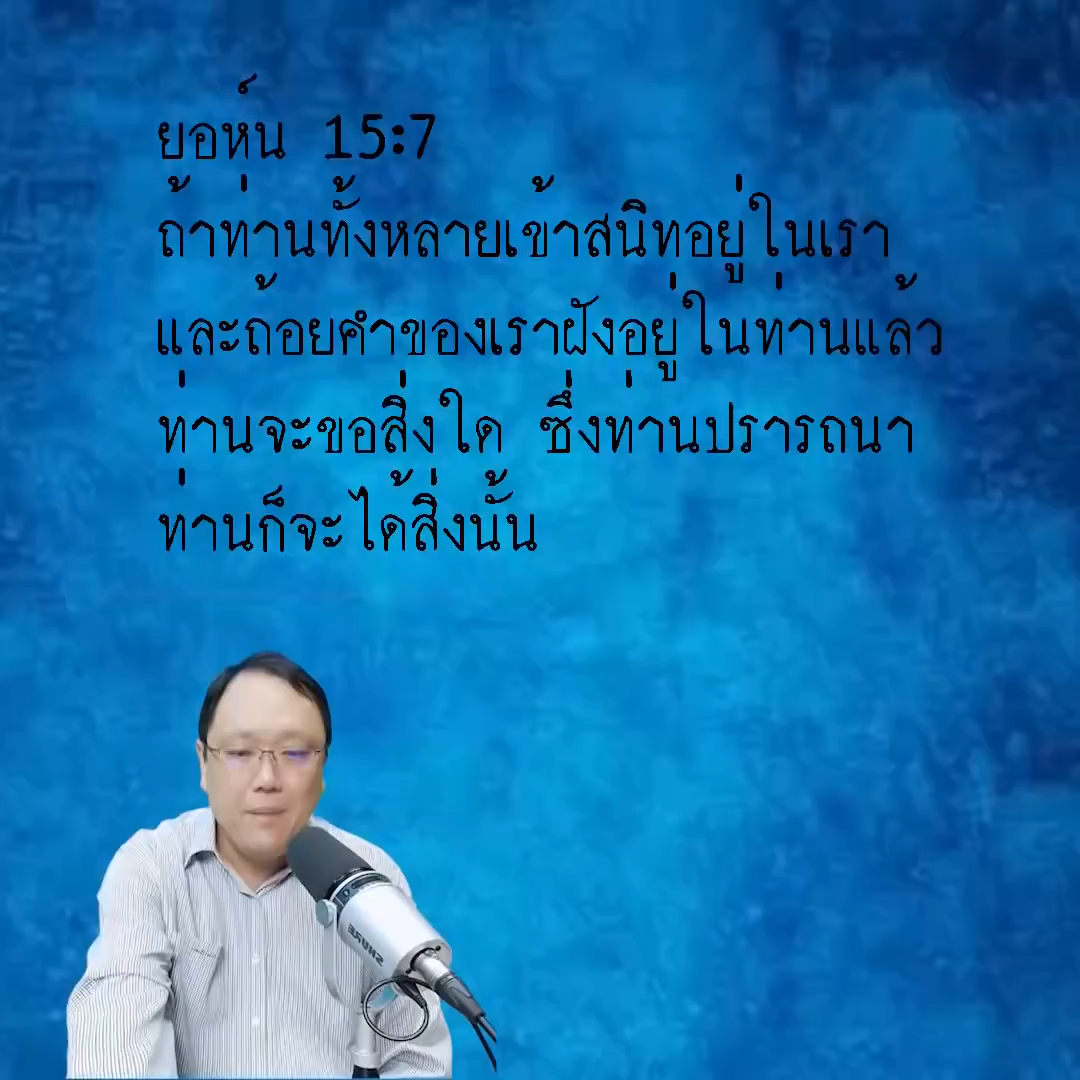 ยอห์น 15:7
ถ้าท่านทั้งหลายเข้าสนิทอยู่ในเรา
และถ้อยคำของเราฝังอยู่ในท่านแล้ว
ท่านจะขอสิ่งใด ซึ่งท่านปรารถนา
ท่านก็จะได้สิ่งนั้น
SHURE